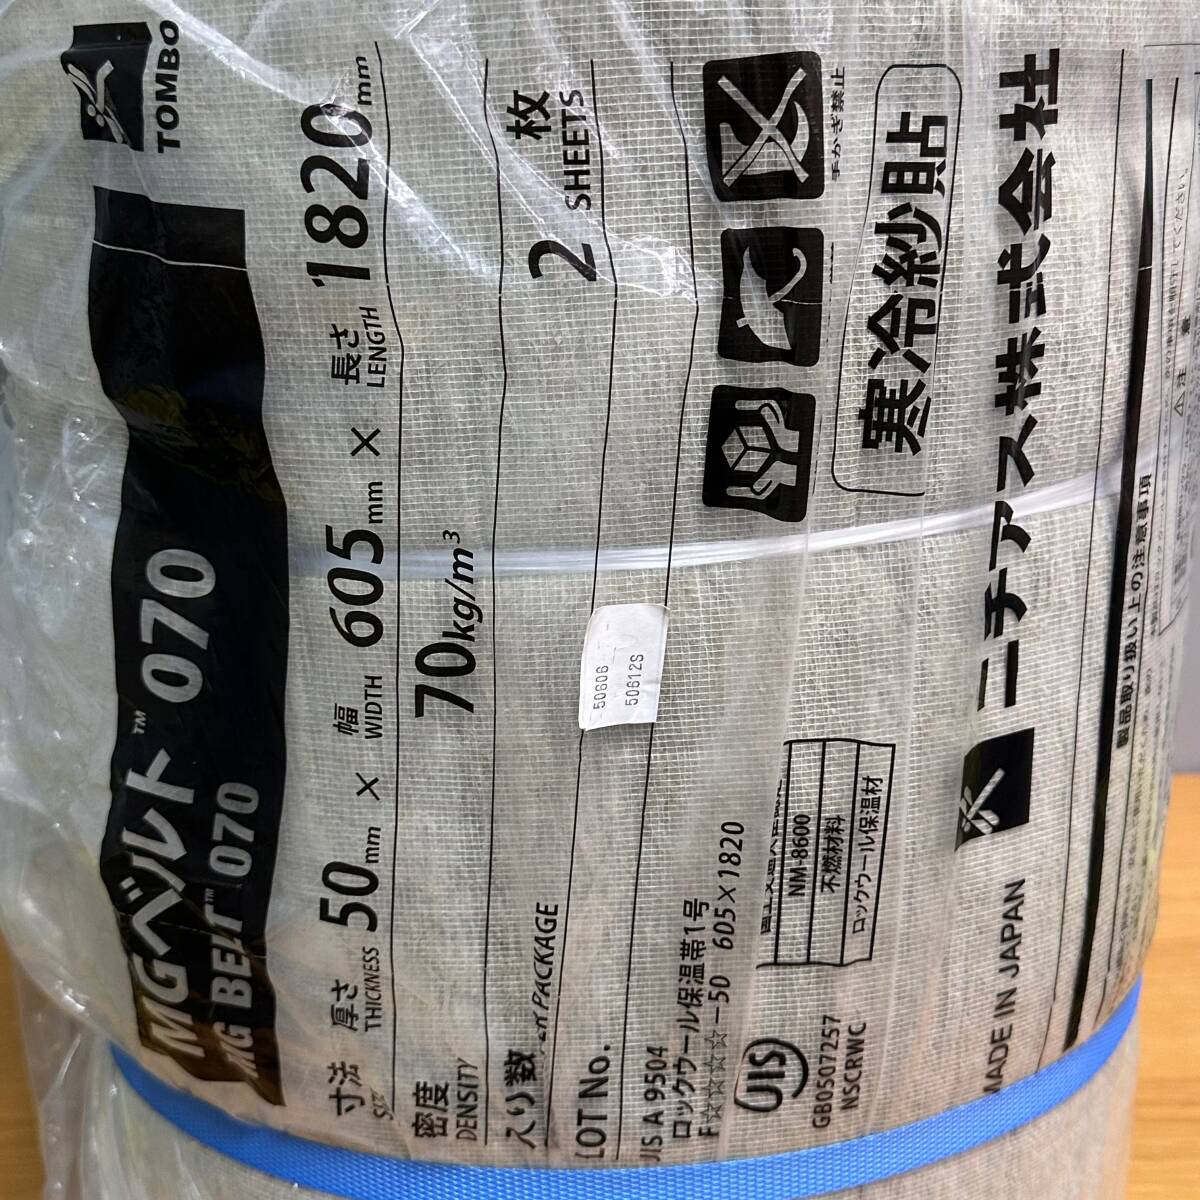 TOMBO
MGベルト™ 070
MG BELT™ 070
寸法 SIZE 厚さ THICKNESS 50mm × 幅 WIDTH 605mm × 長さ LENGTH 1820mm
密度 DENSITY 70kg/m³
入り数 PACKAGE 2 枚 SHEETS
LOT No.
50606
50612S
JIS A 9504
ロックウール保温帯1号
F☆☆☆☆-50 605×1820
JIS
GB0507257
NSCRWC
NM-8600
不燃材料
ロックウール保温材
手かぎ禁止
寒冷紗貼
ニチアス株式会社
MADE IN JAPAN
製品取り扱い上の注意事項
⚠注意